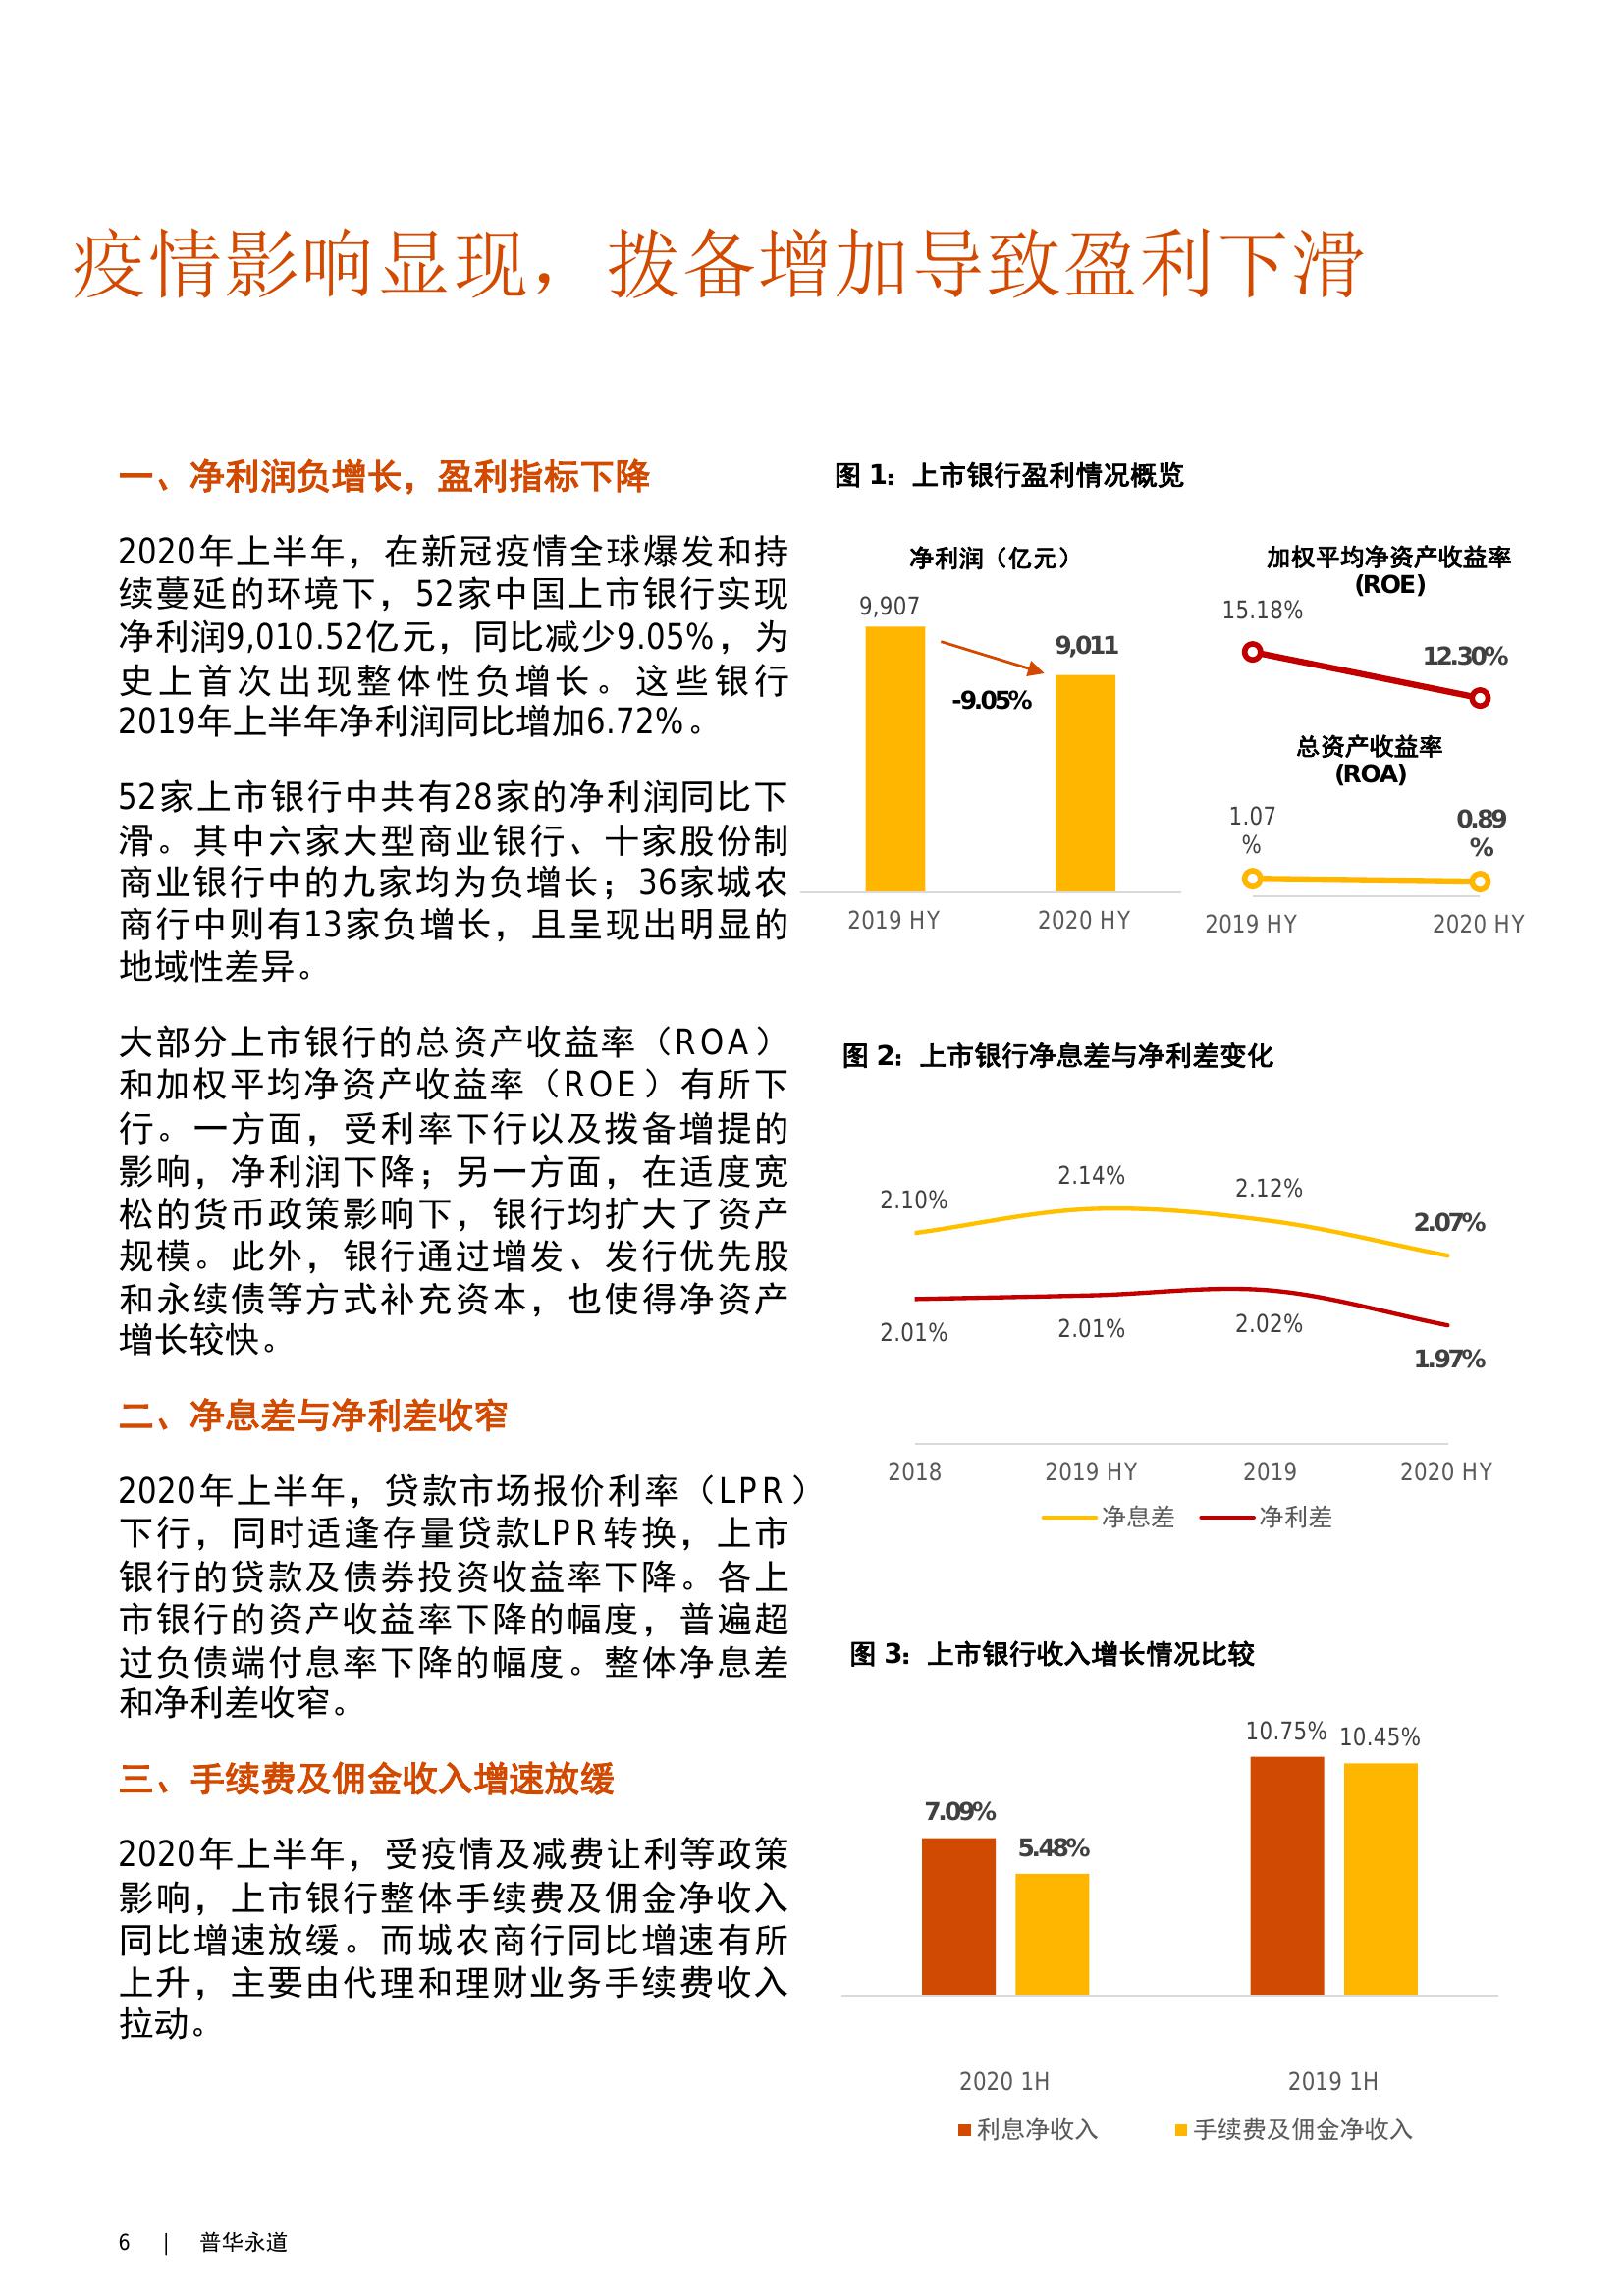 疫情影响显现，拨备增加导致盈利下滑
一、净利润负增长，盈利指标下降
2020年上半年，在新冠疫情全球爆发和持
续蔓延的环境下，52家中国上市银行实现
净利润9,010.52亿元，同比减少9.05%，为
史上首次出现整体性负增长。这些银行
2019年上半年净利润同比增加6.72%。
52家上市银行中共有28家的净利润同比下
滑。其中六家大型商业银行、十家股份制
商业银行中的九家均为负增长；36家城农
商行中则有13家负增长，且呈现出明显的
地域性差异。
大部分上市银行的总资产收益率（ROA）
和加权平均净资产收益率（ROE）有所下
行。一方面，受利率下行以及拨备增提的
影响，净利润下降；另一方面，在适度宽
松的货币政策影响下，银行均扩大了资产
规模。此外，银行通过增发、发行优先股
和永续债等方式补充资本，也使得净资产
增长较快。
二、净息差与净利差收窄
2020年上半年，贷款市场报价利率（LPR）
下行，同时适逢存量贷款LPR转换，上市
银行的贷款及债券投资收益率下降。各上
市银行的资产收益率下降的幅度，普遍超
过负债端付息率下降的幅度。整体净息差
和净利差收窄。
三、手续费及佣金收入增速放缓
2020年上半年，受疫情及减费让利等政策
影响，上市银行整体手续费及佣金净收入
同比增速放缓。而城农商行同比增速有所
上升，主要由代理和理财业务手续费收入
拉动。
图 1：上市银行盈利情况概览
净利润（亿元）
9,907
9,011
-9.05%
2019 HY
2020 HY
加权平均净资产收益率
(ROE)
15.18%
12.30%
总资产收益率
(ROA)
1.07
%
0.89
%
2019 HY
2020 HY
图 2：上市银行净息差与净利差变化
2.10%
2.14%
2.12%
2.07%
2.01%
2.01%
2.02%
1.97%
2018
2019 HY
2019
2020 HY
净息差
净利差
图 3：上市银行收入增长情况比较
7.09%
5.48%
10.75%
10.45%
2020 1H
2019 1H
利息净收入
手续费及佣金净收入
6 | 普华永道